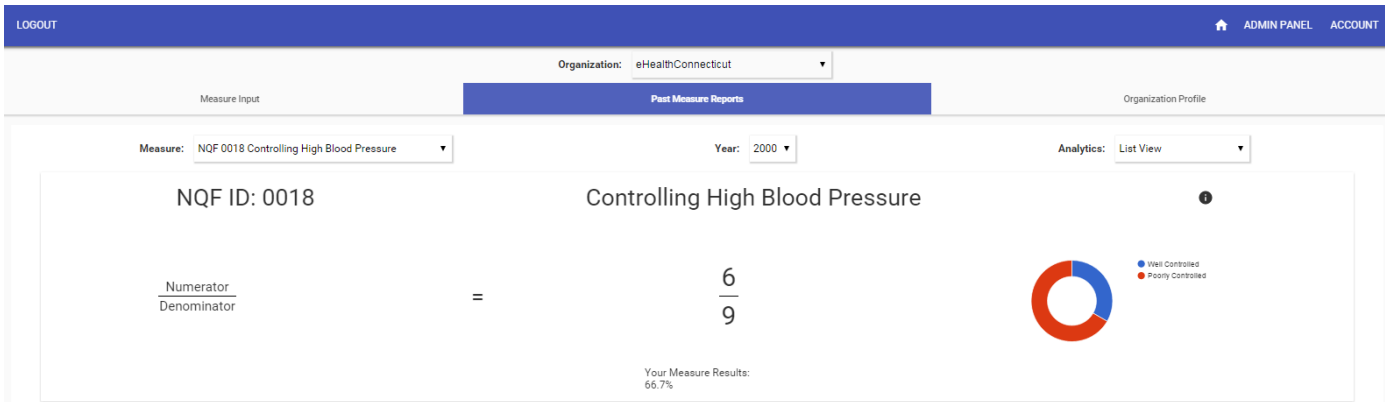 LOGOUT
ADMIN PANEL ACCOUNT
Organization: eHealthConnecticut
Measure Input Past Measure Reports Organization Profile
Measure: NQF 0018 Controlling High Blood Pressure Year: 2000 Analytics: List View
NQF ID: 0018 Controlling High Blood Pressure
Well Controlled
Poorly Controlled
Numerator
Denominator
=
6
9
Your Measure Results:
66.7%